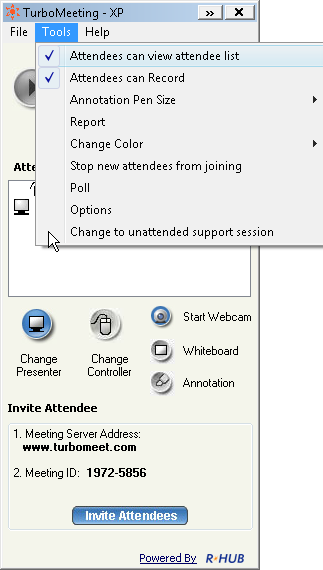 TurboMeeting - XP
File Tools Help
Attendees can view attendee list
Attendees can Record
Annotation Pen Size
Report
Change Color
Stop new attendees from joining
Poll
Options
Change to unattended support session
Start Webcam
Change Presenter
Change Controller
Whiteboard
Annotation
Invite Attendee
1. Meeting Server Address:
www.turbomeet.com
2. Meeting ID: 1972-5856
Invite Attendees
Powered By R-HUB